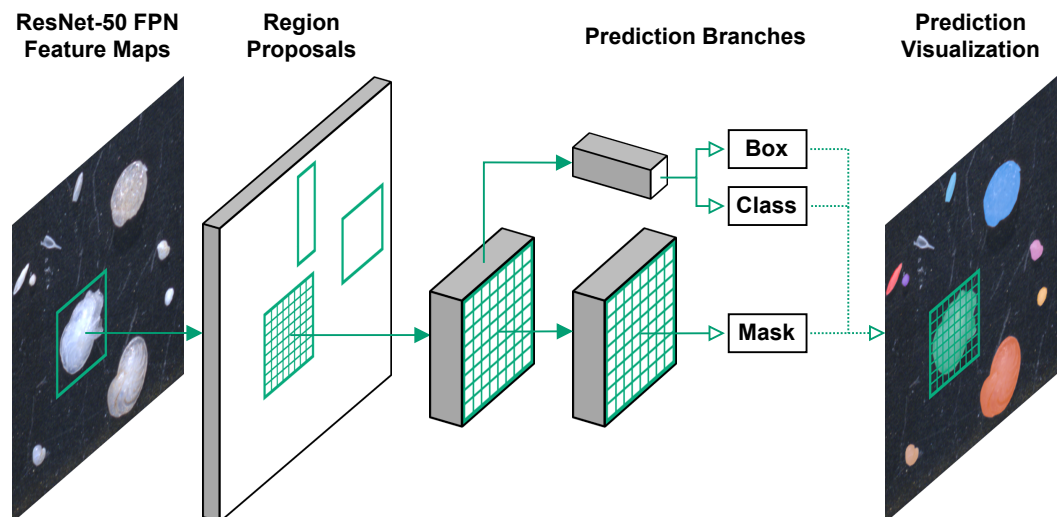 ResNet-50 FPN
Feature Maps
Region
Proposals
Prediction Branches
Prediction
Visualization
Box
Class
Mask